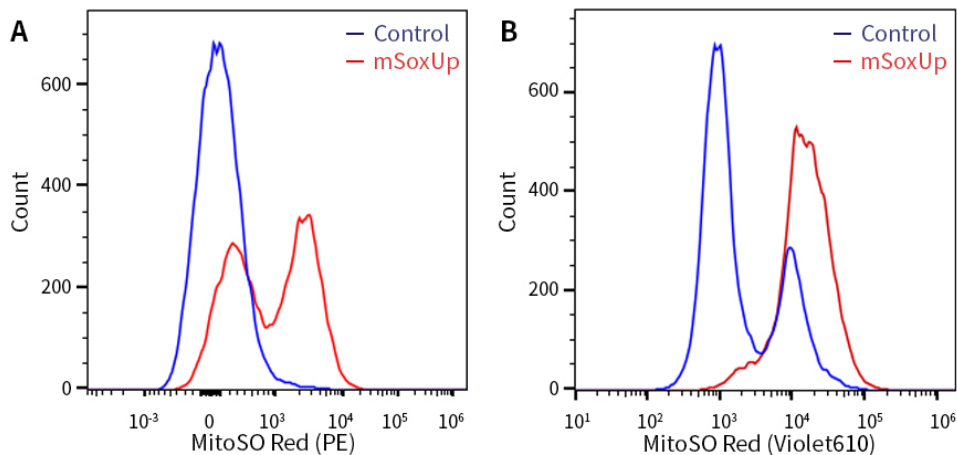 A
Control
mSoxUp
Count
600
400
200
0
10-3 0 10³ 10⁴ 10⁵ 10⁶
MitoSO Red (PE)
B
Control
mSoxUp
Count
600
400
200
0
10¹ 10² 10³ 10⁴ 10⁵ 10⁶
MitoSO Red (Violet610)